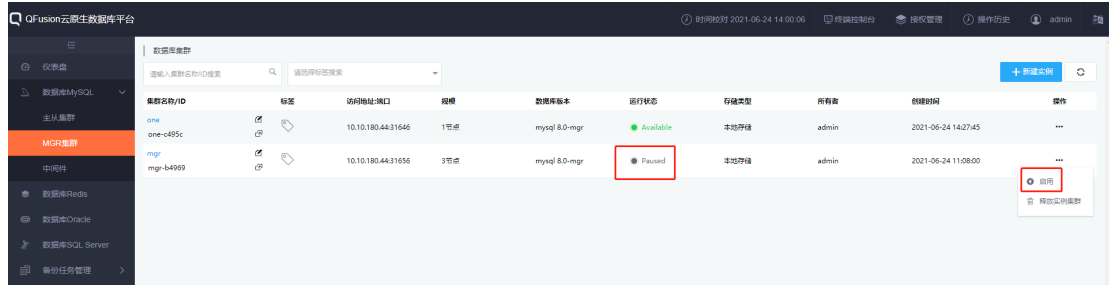 QFusion云原生数据库平台
时间校对 2021-06-24 14:00:06 终端控制台 授权管理 操作历史 admin
仪表盘
数据库MySQL
主从集群
MGR集群
中间件
数据库Redis
数据库Oracle
数据库SQL Server
备份任务管理
数据库集群
请输入集群名称/ID搜索 请选择标签搜索 新建实例
集群名称/ID 标签 访问地址:端口 规模 数据库版本 运行状态 存储类型 所有者 创建时间 操作
one
one-c495c 10.10.180.44:31646 1节点 mysql 8.0-mgr Available 本地存储 admin 2021-06-24 14:27:45 ...
mgr
mgr-b4969 10.10.180.44:31656 3节点 mysql 8.0-mgr Paused 本地存储 admin 2021-06-24 11:08:00 ...
启用
释放实例集群